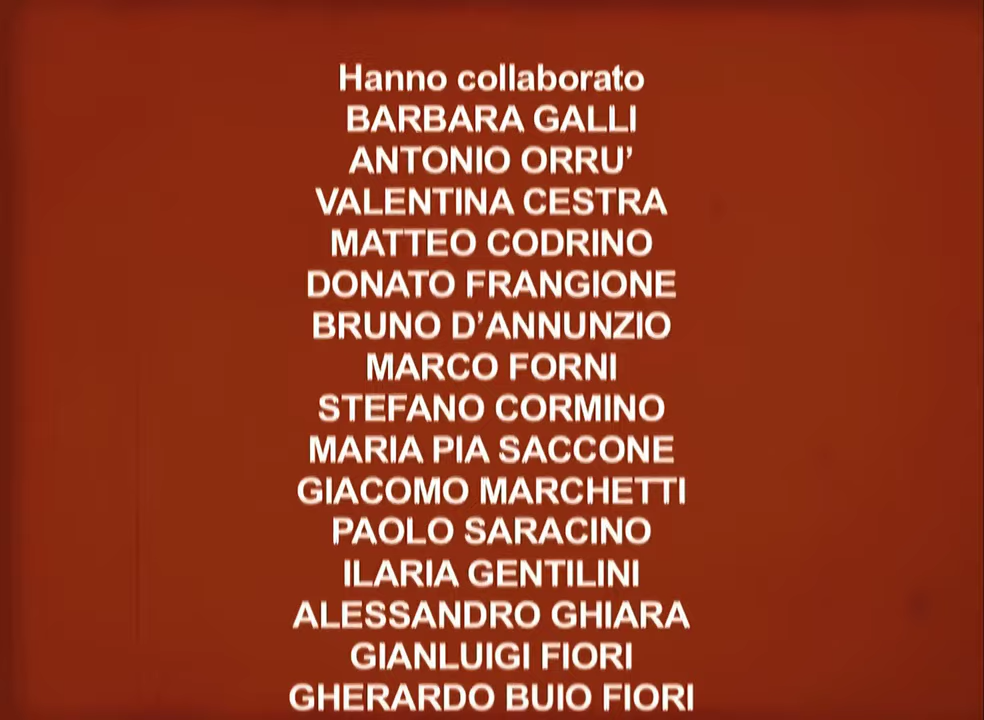 Hanno collaborato
BARBARA GALLI
ANTONIO ORRU’
VALENTINA CESTRA
MATTEO CODRINO
DONATO FRANGIONE
BRUNO D’ANNUNZIO
MARCO FORNI
STEFANO CORMINO
MARIA PIA SACCONE
GIACOMO MARCHETTI
PAOLO SARACINO
ILARIA GENTILINI
ALESSANDRO GHIARA
GIANLUIGI FIORI
GHERARDO BUIO FIORI